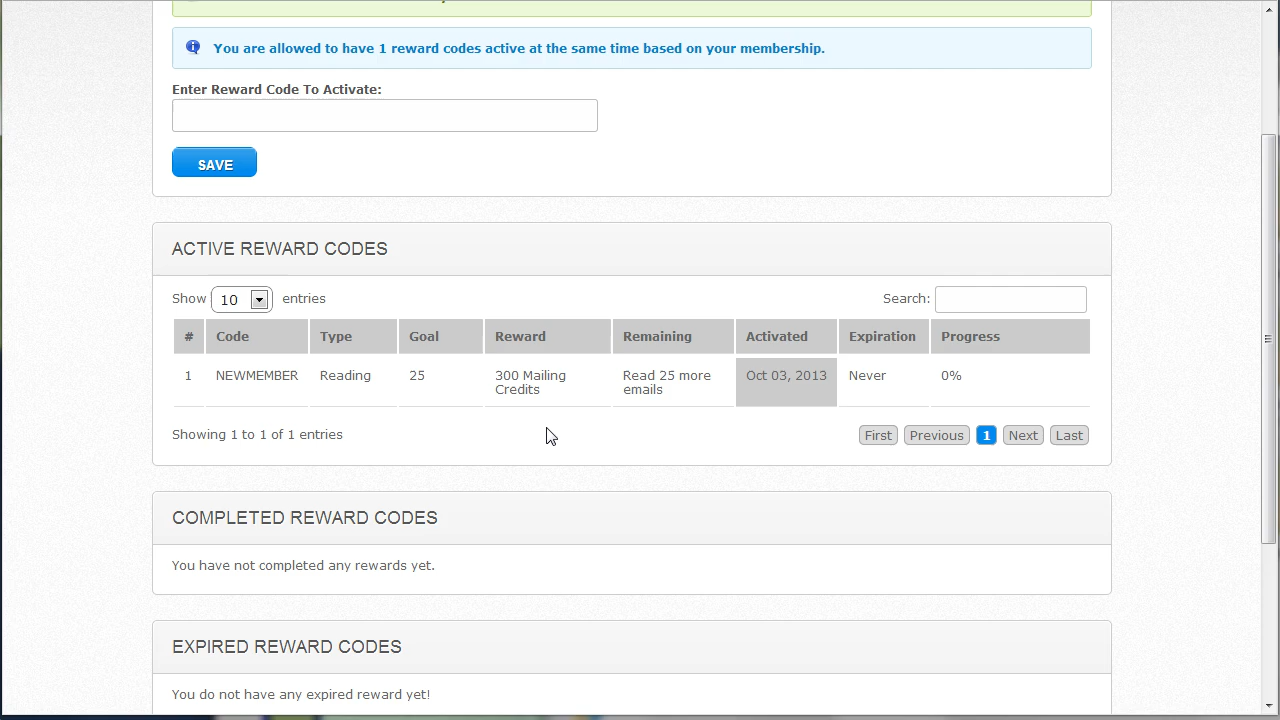 You are allowed to have 1 reward codes active at the same time based on your membership.
Enter Reward Code To Activate:
SAVE
ACTIVE REWARD CODES
Show 10 entries Search:
# Code Type Goal Reward Remaining Activated Expiration Progress
1 NEWMEMBER Reading 25 300 Mailing Credits Read 25 more emails Oct 03, 2013 Never 0%
Showing 1 to 1 of 1 entries First Previous 1 Next Last
COMPLETED REWARD CODES
You have not completed any rewards yet.
EXPIRED REWARD CODES
You do not have any expired reward yet!